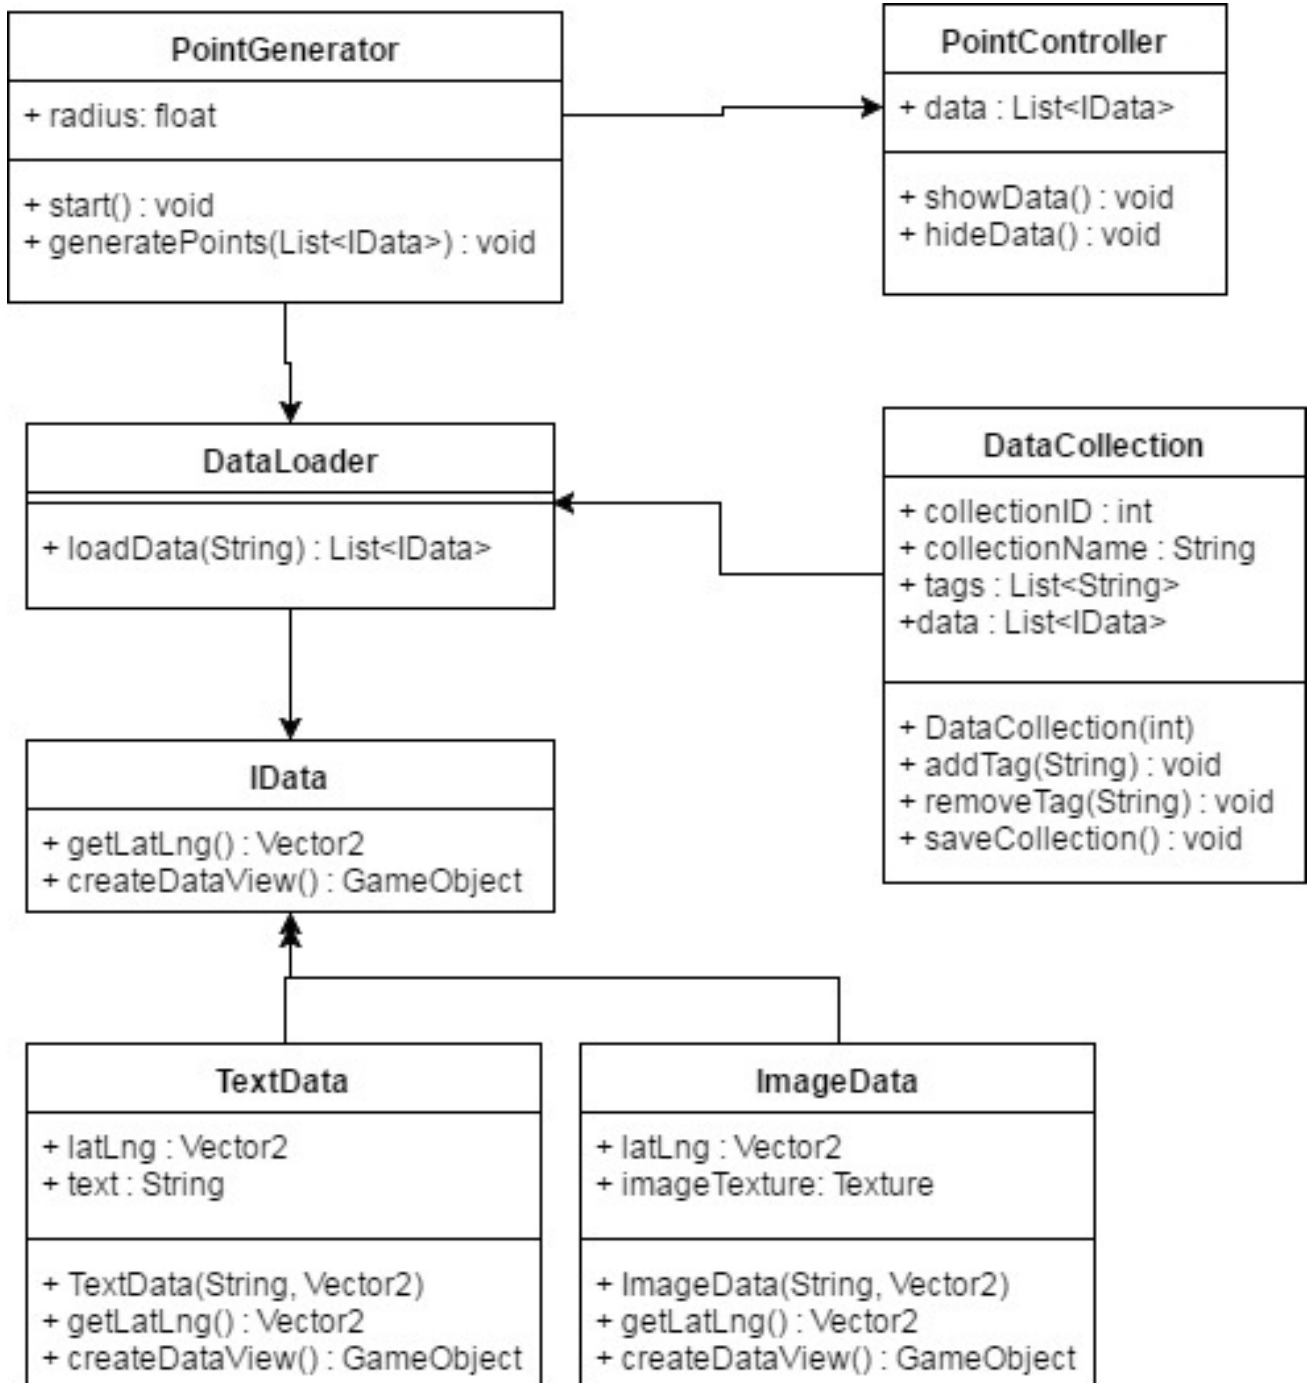 PointGenerator
+ radius: float
+ start() : void
+ generatePoints(List<IData>) : void
PointController
+ data : List<IData>
+ showData() : void
+ hideData() : void
DataLoader
+ loadData(String) : List<IData>
DataCollection
+ collectionID : int
+ collectionName : String
+ tags : List<String>
+data : List<IData>
+ DataCollection(int)
+ addTag(String) : void
+ removeTag(String) : void
+ saveCollection() : void
IData
+ getLatLng() : Vector2
+ createDataView() : GameObject
TextData
+ latLng : Vector2
+ text : String
+ TextData(String, Vector2)
+ getLatLng() : Vector2
+ createDataView() : GameObject
ImageData
+ latLng : Vector2
+ imageTexture: Texture
+ ImageData(String, Vector2)
+ getLatLng() : Vector2
+ createDataView() : GameObject